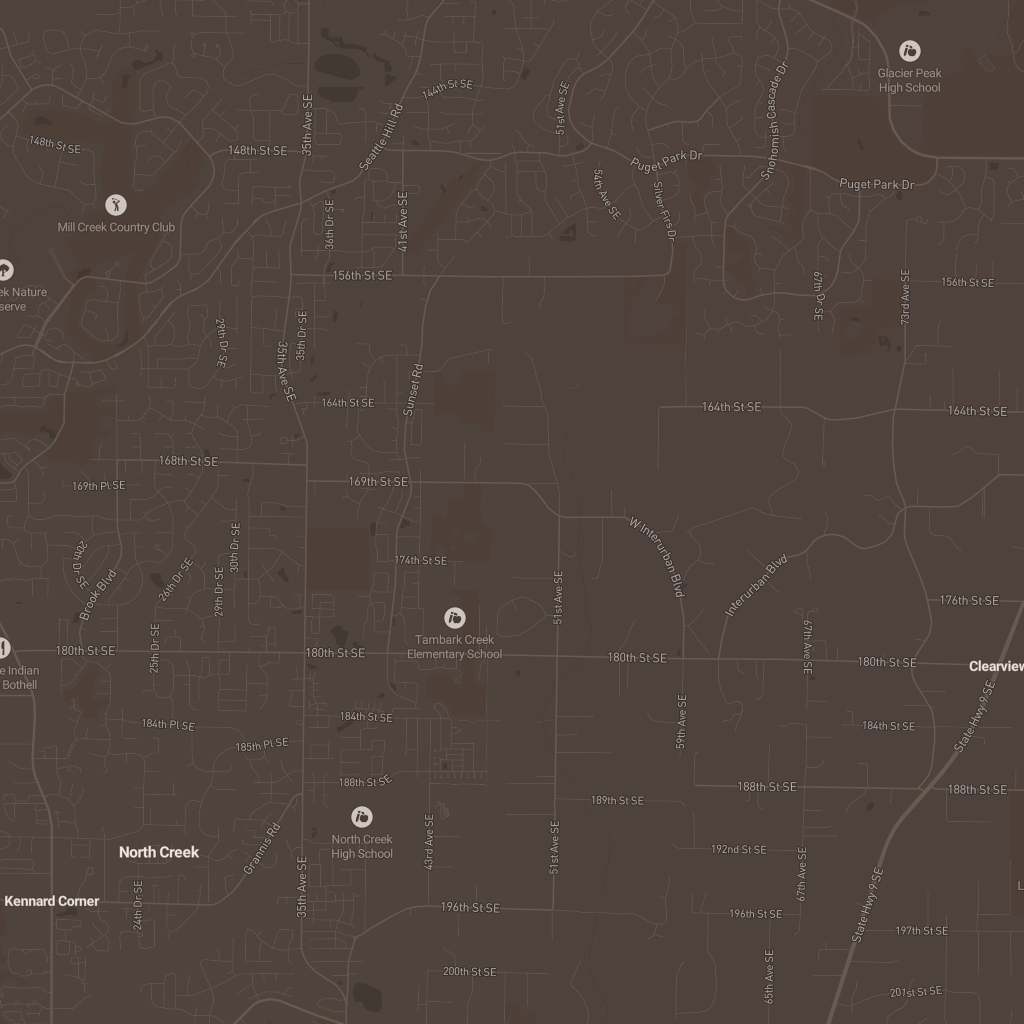 Glacier Peak
High School
144th St SE
51st Ave SE
Snohomish Cascade Dr
35th Ave SE
Seattle Hill Rd
148th St SE
148th St SE
Puget Park Dr
Puget Park Dr
54th Ave SE
Silver Firs Dr
Mill Creek Country Club
36th Dr SE
41st Ave SE
156th St SE
156th St SE
67th Dr SE
73rd Ave SE
ek Nature
serve
29th Dr SE
35th Dr SE
35th Ave SE
Sunset Rd
164th St SE
164th St SE
164th St SE
168th St SE
169th Pl SE
169th St SE
W Interurban Blvd
Interurban Blvd
20th Dr SE
Brook Blvd
26th Dr SE
29th Dr SE
30th Dr SE
174th St SE
51st Ave SE
176th St SE
Tambark Creek
Elementary School
67th Ave SE
25th Dr SE
180th St SE
180th St SE
180th St SE
180th St SE
Clearview
e Indian
Bothell
184th Pl SE
184th St SE
59th Ave SE
184th St SE
State Hwy 9 SE
185th Pl SE
188th St SE
188th St SE
188th St SE
189th St SE
North Creek
High School
43rd Ave SE
51st Ave SE
192nd St SE
67th Ave SE
North Creek
Grannis Rd
35th Ave SE
Kennard Corner
24th Dr SE
196th St SE
196th St SE
State Hwy 9 SE
197th St SE
200th St SE
65th Ave SE
201st St SE